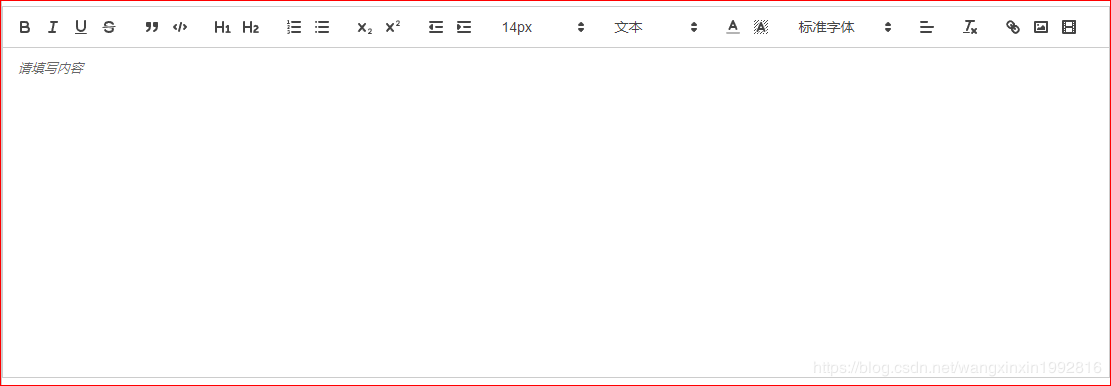 B I U S H1 H2 x₂ x² 14px 文本 A A 标准字体 Tx
请填写内容
https://blog.csdn.net/wangxinxin1992816